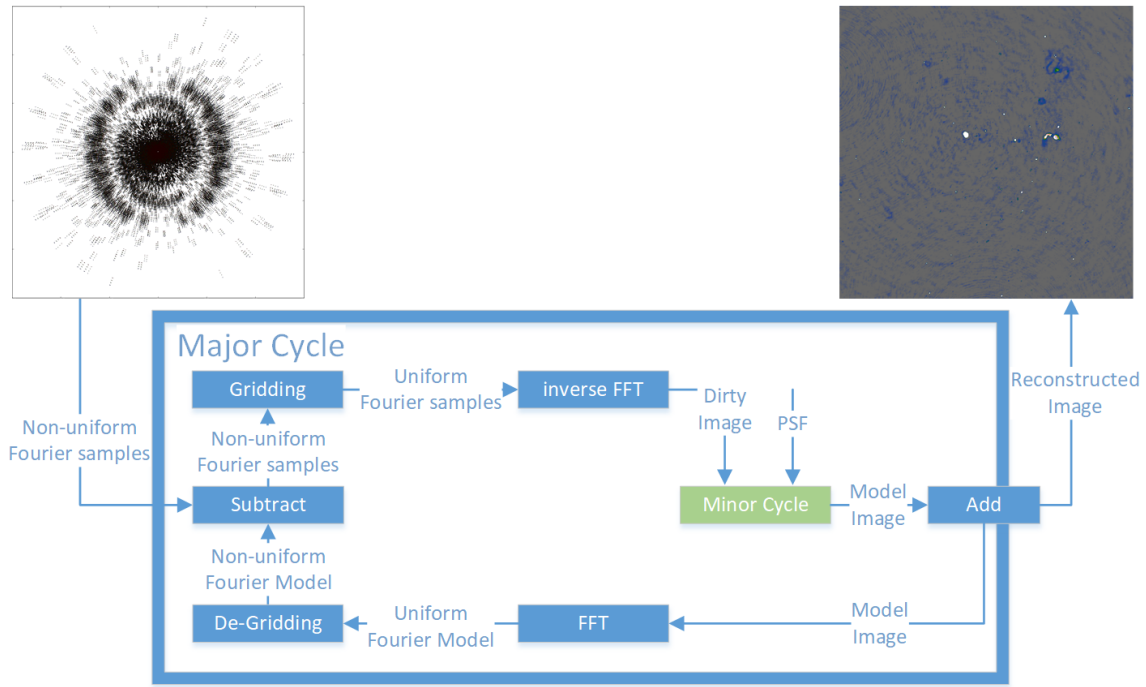 Major Cycle
Gridding
Uniform
Fourier samples
inverse FFT
Dirty
Image
PSF
Reconstructed
Image
Non-uniform
Fourier samples
Non-uniform
Fourier samples
Subtract
Minor Cycle
Model
Image
Add
Non-uniform
Fourier Model
De-Gridding
Uniform
Fourier Model
FFT
Model
Image